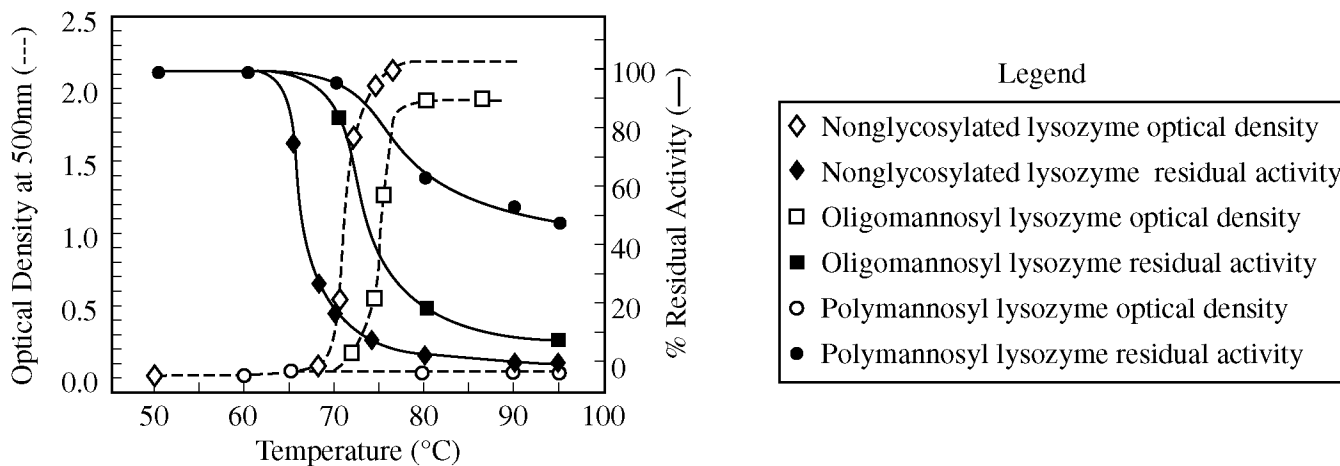 Optical Density at 500nm (---)
2.5
2.0
1.5
1.0
0.5
0.0
50
60
70
80
90
100
Temperature (°C)
100
80
60
40
20
0
% Residual Activity (—)
Legend
Nonglycosylated lysozyme optical density
Nonglycosylated lysozyme residual activity
Oligomannosyl lysozyme optical density
Oligomannosyl lysozyme residual activity
Polymannosyl lysozyme optical density
Polymannosyl lysozyme residual activity